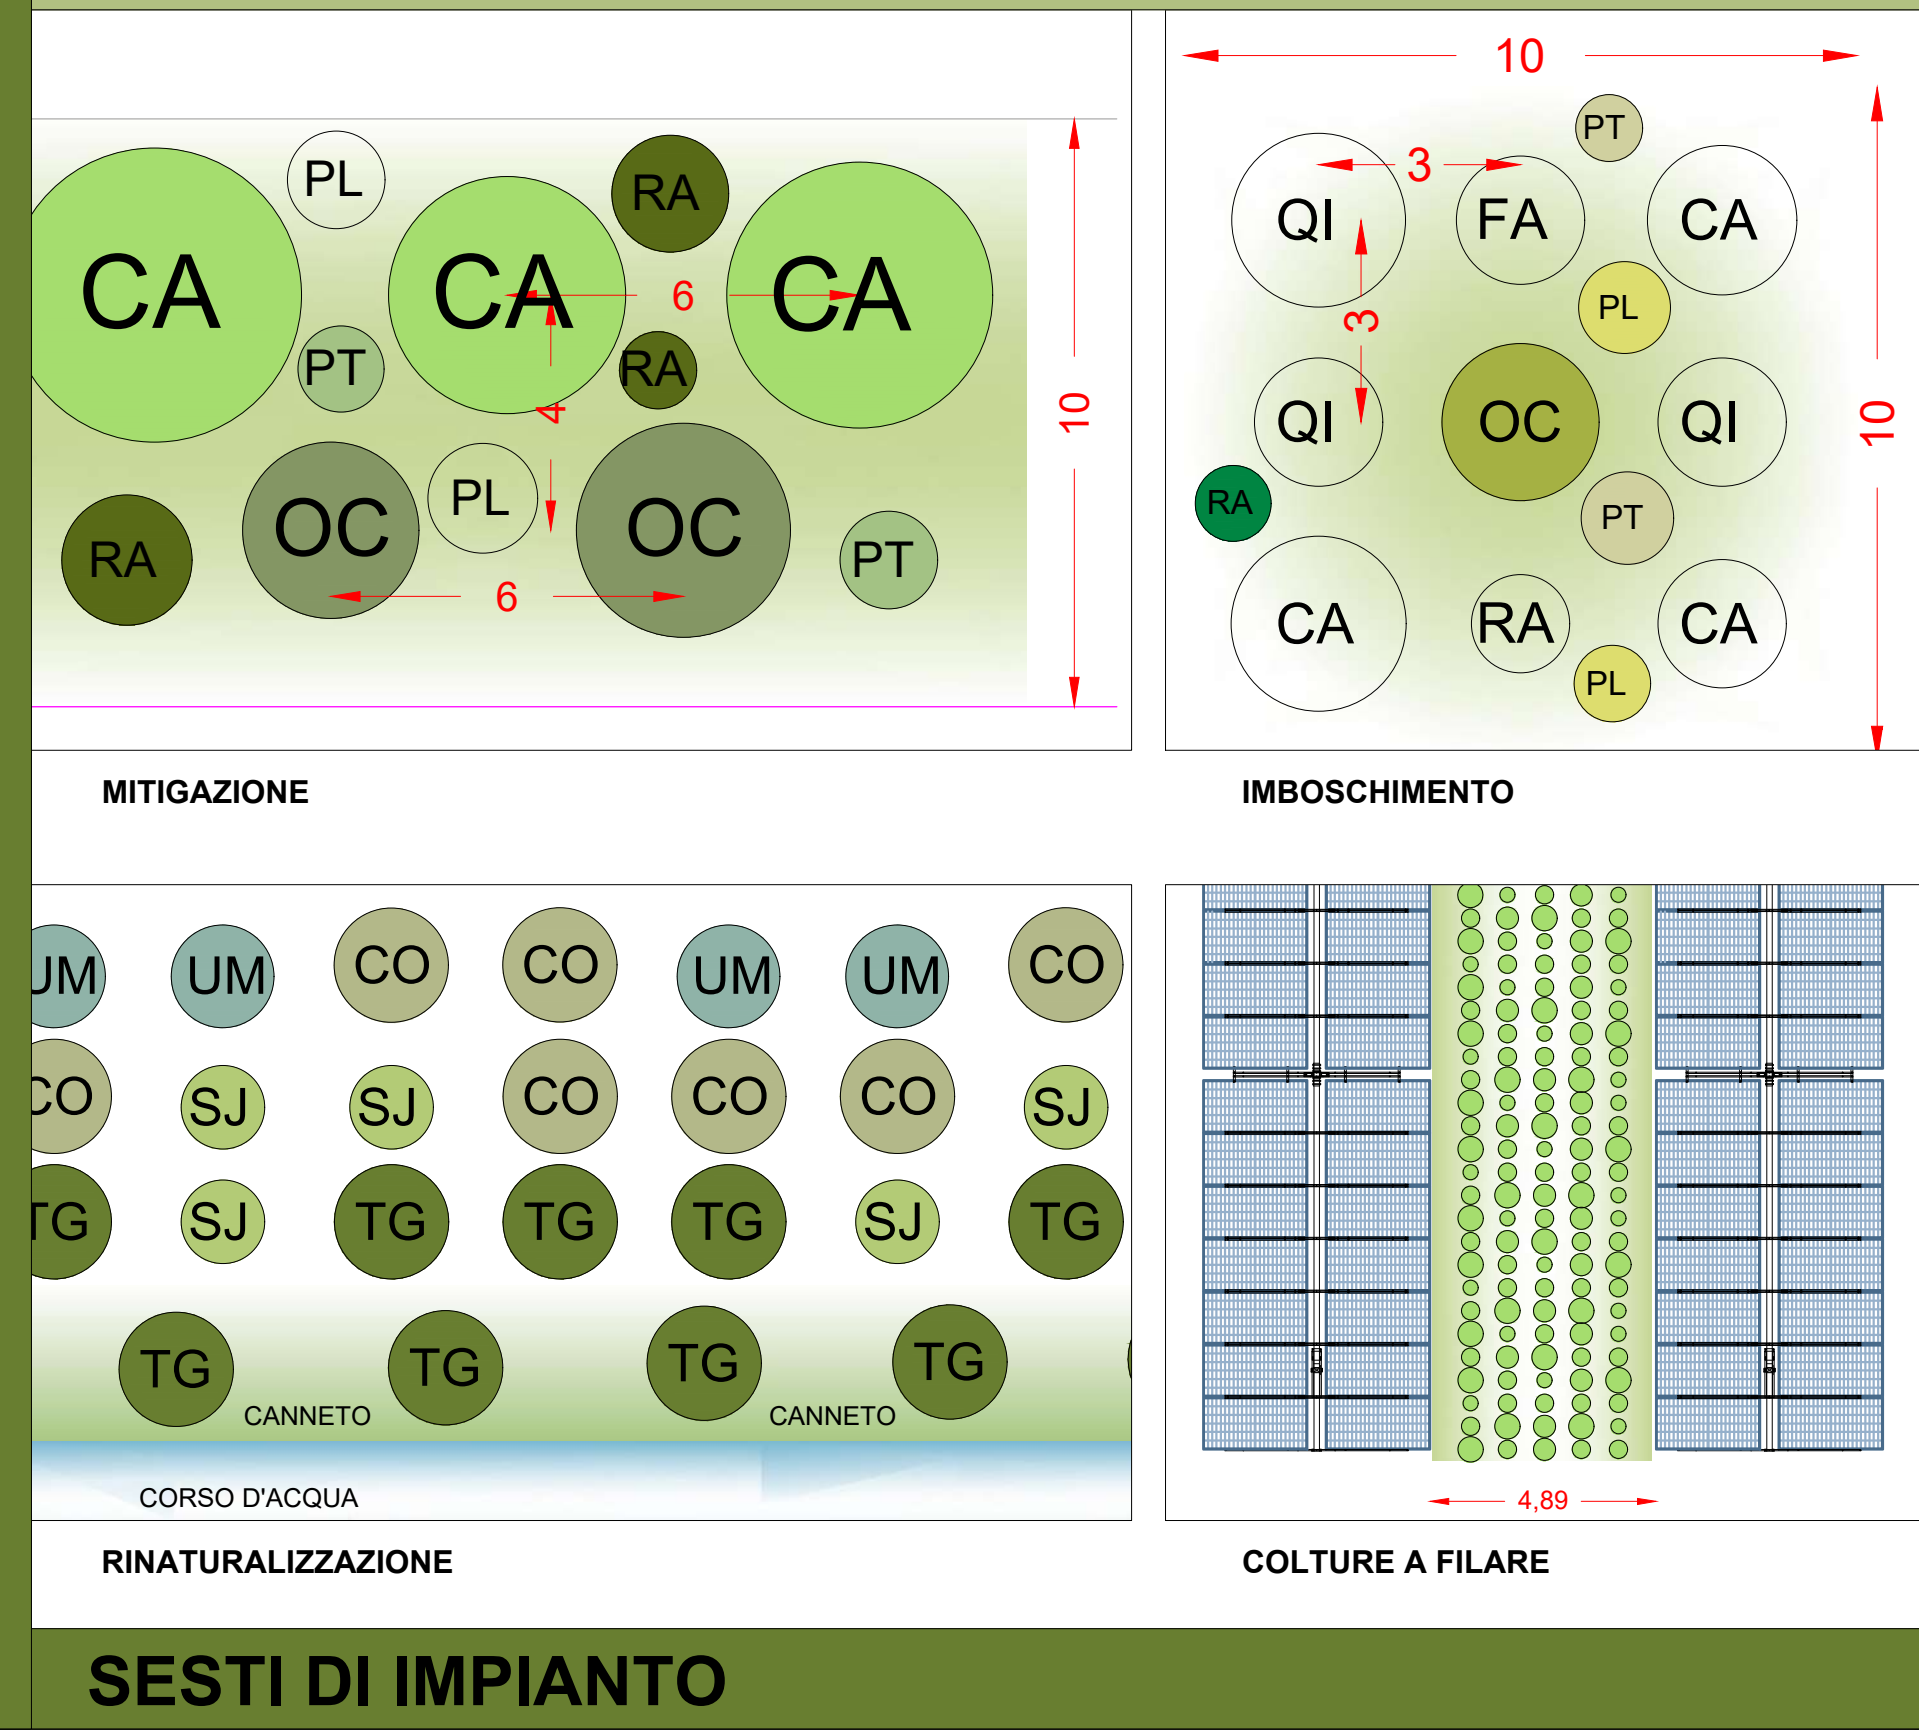 PL
RA
CA CA 6 CA
PT RA
4 10
OC PL OC
RA PT
6
MITIGAZIONE
10
PT
3
QI FA CA
PL
3
QI OC QI
10
RA PT
CA RA CA
PL
IMBOSCHIMENTO
UM UM CO CO UM UM CO
CO SJ SJ CO CO CO SJ
TG SJ TG TG TG SJ TG
TG TG TG TG
CANNETO CANNETO
CORSO D'ACQUA
RINATURALIZZAZIONE
4,89
COLTURE A FILARE
SESTI DI IMPIANTO